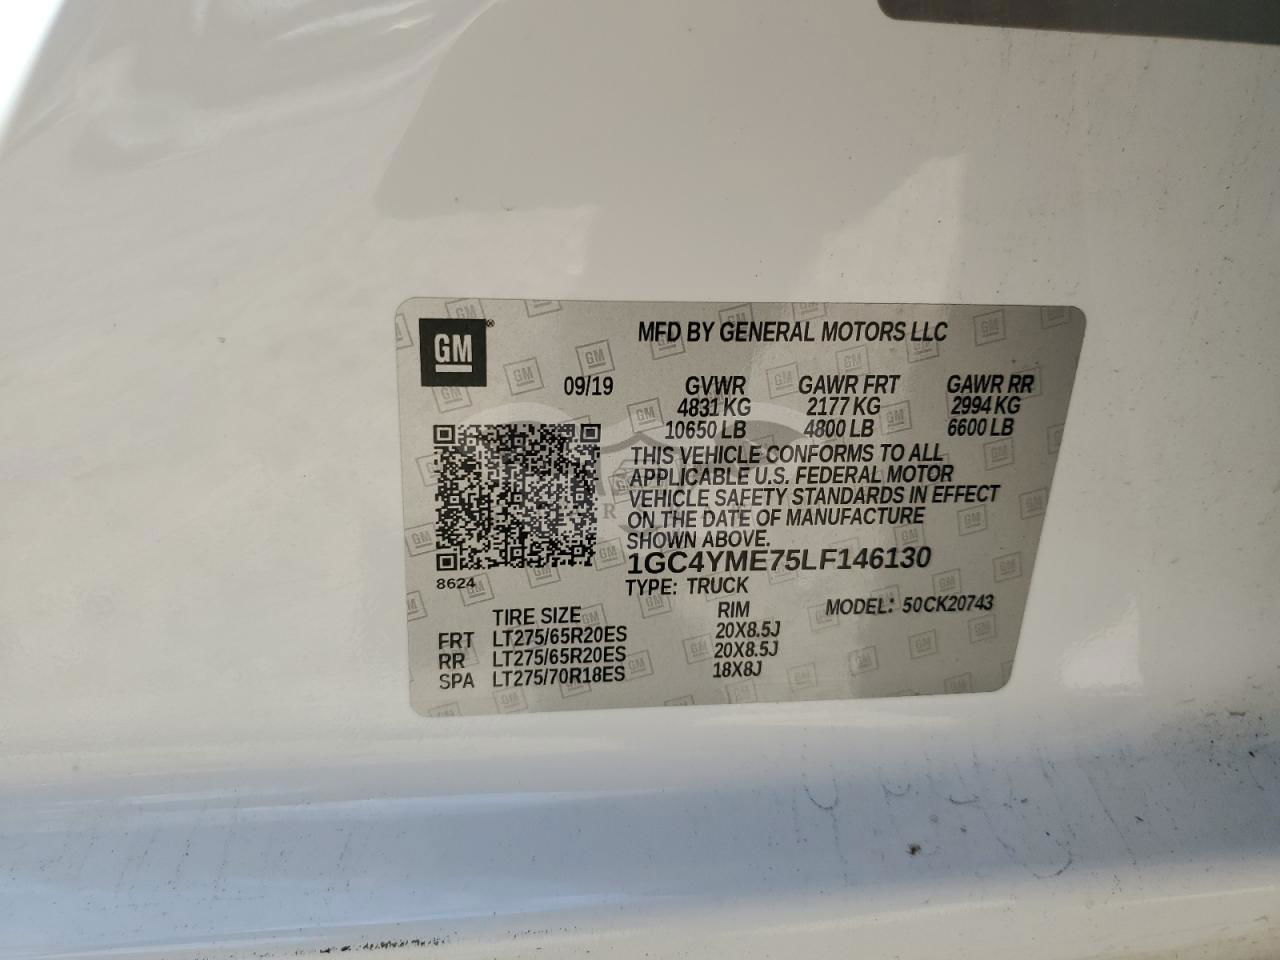 GM®
MFD BY GENERAL MOTORS LLC
09/19 GVWR GAWR FRT GAWR RR
4831 KG 2177 KG 2994 KG
10650 LB 4800 LB 6600 LB
THIS VEHICLE CONFORMS TO ALL
APPLICABLE U.S. FEDERAL MOTOR
VEHICLE SAFETY STANDARDS IN EFFECT
ON THE DATE OF MANUFACTURE
SHOWN ABOVE.
1GC4YME75LF146130
8624
TYPE: TRUCK
TIRE SIZE RIM MODEL: 50CK20743
FRT LT275/65R20ES 20X8.5J
RR LT275/65R20ES 20X8.5J
SPA LT275/70R18ES 18X8J